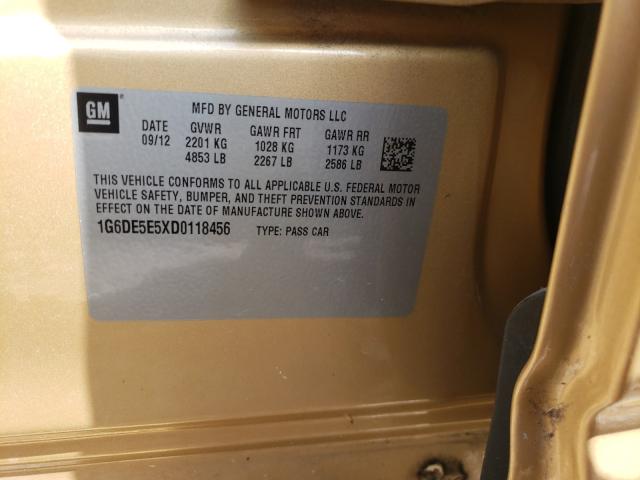 GM
MFD BY GENERAL MOTORS LLC
DATE GVWR GAWR FRT GAWR RR
09/12 2201 KG 1028 KG 1173 KG
4853 LB 2267 LB 2586 LB
THIS VEHICLE CONFORMS TO ALL APPLICABLE U.S. FEDERAL MOTOR
VEHICLE SAFETY, BUMPER, AND THEFT PREVENTION STANDARDS IN
EFFECT ON THE DATE OF MANUFACTURE SHOWN ABOVE.
1G6DE5E5XD0118456 TYPE: PASS CAR